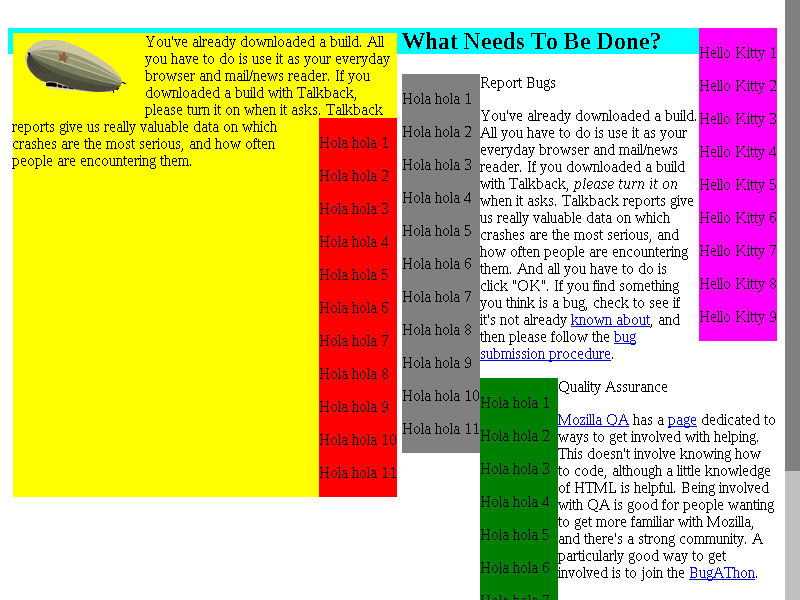 You've already downloaded a build. All
you have to do is use it as your everyday
browser and mail/news reader. If you
downloaded a build with Talkback,
please turn it on when it asks. Talkback
reports give us really valuable data on which
crashes are the most serious, and how often
people are encountering them.
Hola hola 1
Hola hola 2
Hola hola 3
Hola hola 4
Hola hola 5
Hola hola 6
Hola hola 7
Hola hola 8
Hola hola 9
Hola hola 10
Hola hola 11
What Needs To Be Done?
Hola hola 1
Hola hola 2
Hola hola 3
Hola hola 4
Hola hola 5
Hola hola 6
Hola hola 7
Hola hola 8
Hola hola 9
Hola hola 10
Hola hola 11
Report Bugs
You've already downloaded a build.
All you have to do is use it as your
everyday browser and mail/news
reader. If you downloaded a build
with Talkback, please turn it on
when it asks. Talkback reports give
us really valuable data on which
crashes are the most serious, and
how often people are encountering
them. And all you have to do is
click "OK". If you find something
you think is a bug, check to see if
it's not already known about, and
then please follow the bug
submission procedure.
Hello Kitty 1
Hello Kitty 2
Hello Kitty 3
Hello Kitty 4
Hello Kitty 5
Hello Kitty 6
Hello Kitty 7
Hello Kitty 8
Hello Kitty 9
Hola hola 1
Hola hola 2
Hola hola 3
Hola hola 4
Hola hola 5
Hola hola 6
Quality Assurance
Mozilla QA has a page dedicated to
ways to get involved with helping.
This doesn't involve knowing how
to code, although a little knowledge
of HTML is helpful. Being involved
with QA is good for people wanting
to get more familiar with Mozilla,
and there's a strong community. A
particularly good way to get
involved is to join the BugAThon.